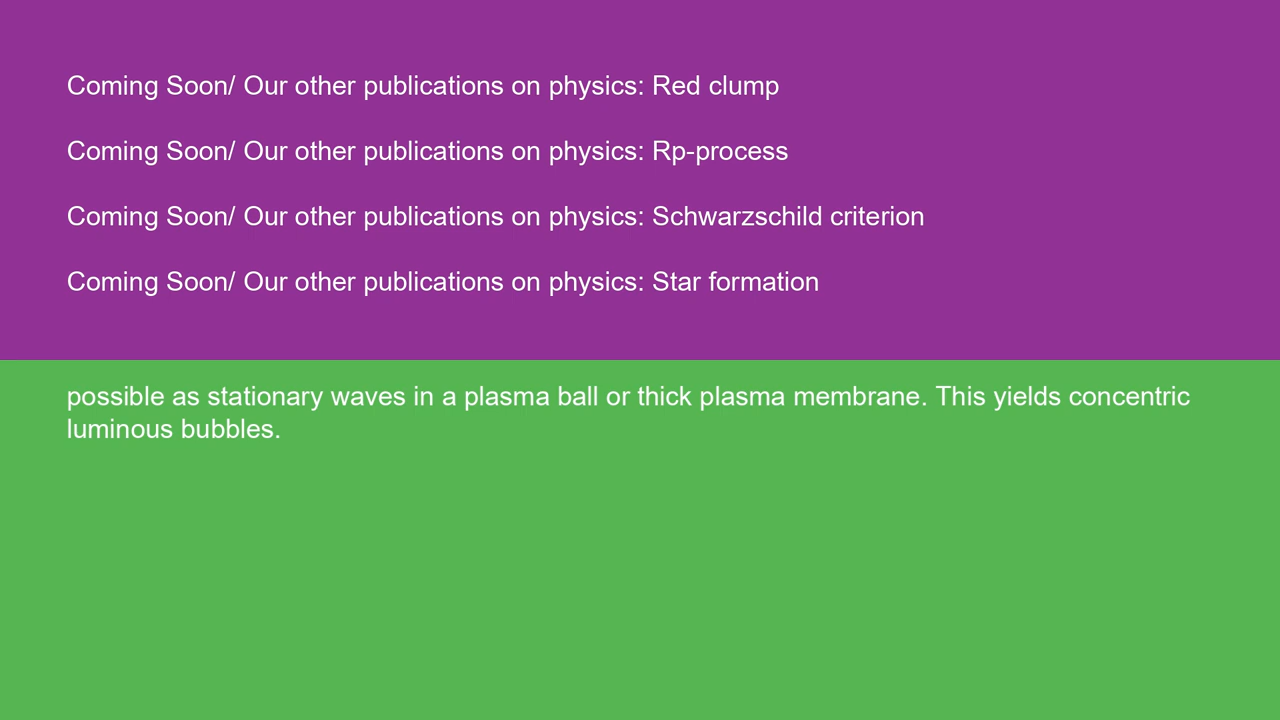 Coming Soon/ Our other publications on physics: Red clump
Coming Soon/ Our other publications on physics: Rp-process
Coming Soon/ Our other publications on physics: Schwarzschild criterion
Coming Soon/ Our other publications on physics: Star formation
possible as stationary waves in a plasma ball or thick plasma membrane. This yields concentric
luminous bubbles.